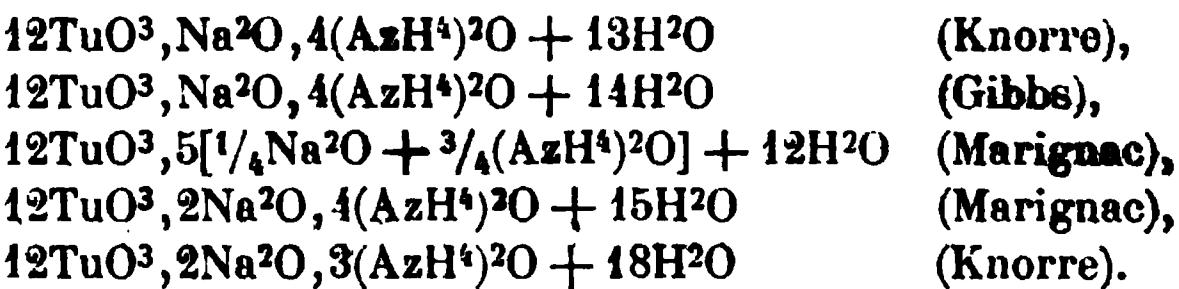 12TuO³,Na²O,4(AzH⁴)²O + 13H²O (Knorre),
12TuO³,Na²O,4(AzH⁴)²O + 14H²O (Gibbs),
12TuO³,5[¹/₄Na²O + ³/₄(AzH⁴)²O] + 12H²O (Marignac),
12TuO³,2Na²O,4(AzH⁴)²O + 15H²O (Marignac),
12TuO³,2Na²O,3(AzH⁴)²O + 18H²O (Knorre).